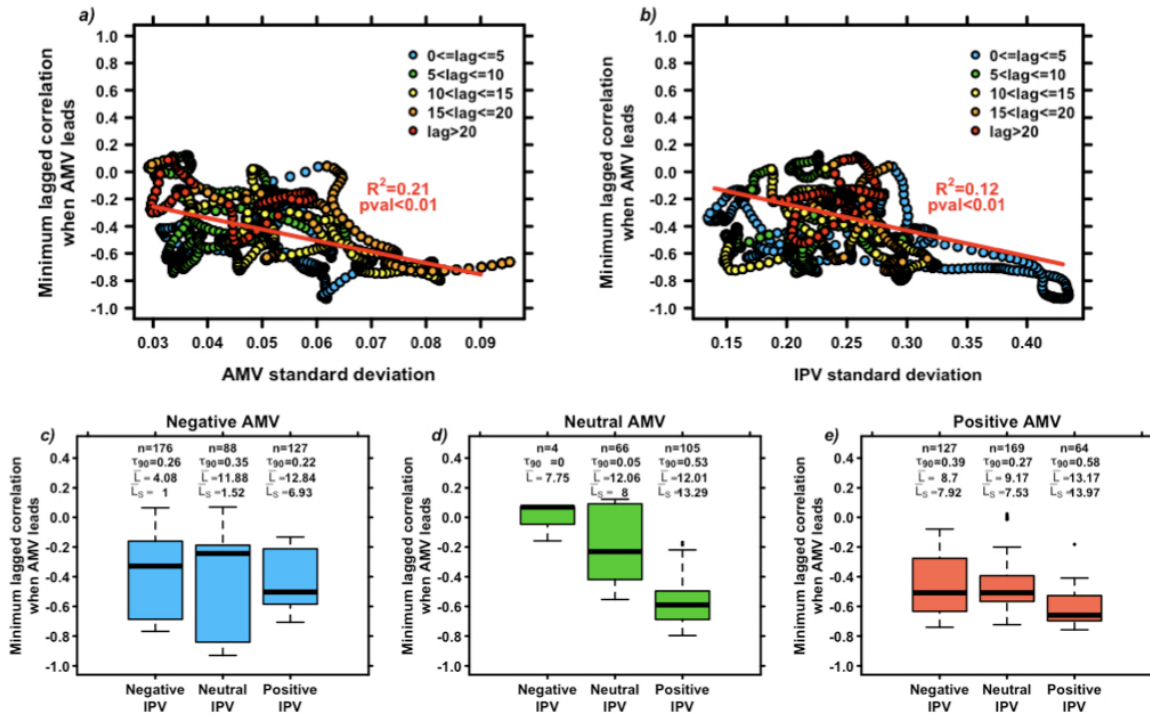 a)
1.0
0.8
0.6
0.4
0.2
0.0
-0.2
-0.4
-0.6
-0.8
-1.0
Minimum lagged correlation
when AMV leads
0<=lag<=5
5<lag<=10
10<lag<=15
15<lag<=20
lag>20
R²=0.21
pval<0.01
0.03 0.04 0.05 0.06 0.07 0.08 0.09
AMV standard deviation
b)
1.0
0.8
0.6
0.4
0.2
0.0
-0.2
-0.4
-0.6
-0.8
-1.0
Minimum lagged correlation
when AMV leads
0<=lag<=5
5<lag<=10
10<lag<=15
15<lag<=20
lag>20
R²=0.12
pval<0.01
0.15 0.20 0.25 0.30 0.35 0.40
IPV standard deviation
c)
Negative AMV
n=176 n=88 n=127
τ90=0.26 τ90=0.35 τ90=0.22
L̅=4.08 L̅=11.88 L̅=12.84
L̅S= 1 L̅S=1.52 L̅S=6.93
0.4
0.2
0.0
-0.2
-0.4
-0.6
-0.8
-1.0
Minimum lagged correlation
when AMV leads
Negative Neutral Positive
IPV IPV IPV
d)
Neutral AMV
n=4 n=66 n=105
τ90 =0 τ90=0.05 τ90=0.53
L̅=7.75 L̅=12.06 L̅=12.01
L̅S= 8 L̅S=13.29
0.4
0.2
0.0
-0.2
-0.4
-0.6
-0.8
-1.0
Minimum lagged correlation
when AMV leads
Negative Neutral Positive
IPV IPV IPV
e)
Positive AMV
n=127 n=169 n=64
τ90=0.39 τ90=0.27 τ90=0.58
L̅= 8.7 L̅=9.17 L̅=13.17
L̅S=7.92 L̅S=7.53 L̅S=13.97
0.4
0.2
0.0
-0.2
-0.4
-0.6
-0.8
-1.0
Minimum lagged correlation
when AMV leads
Negative Neutral Positive
IPV IPV IPV